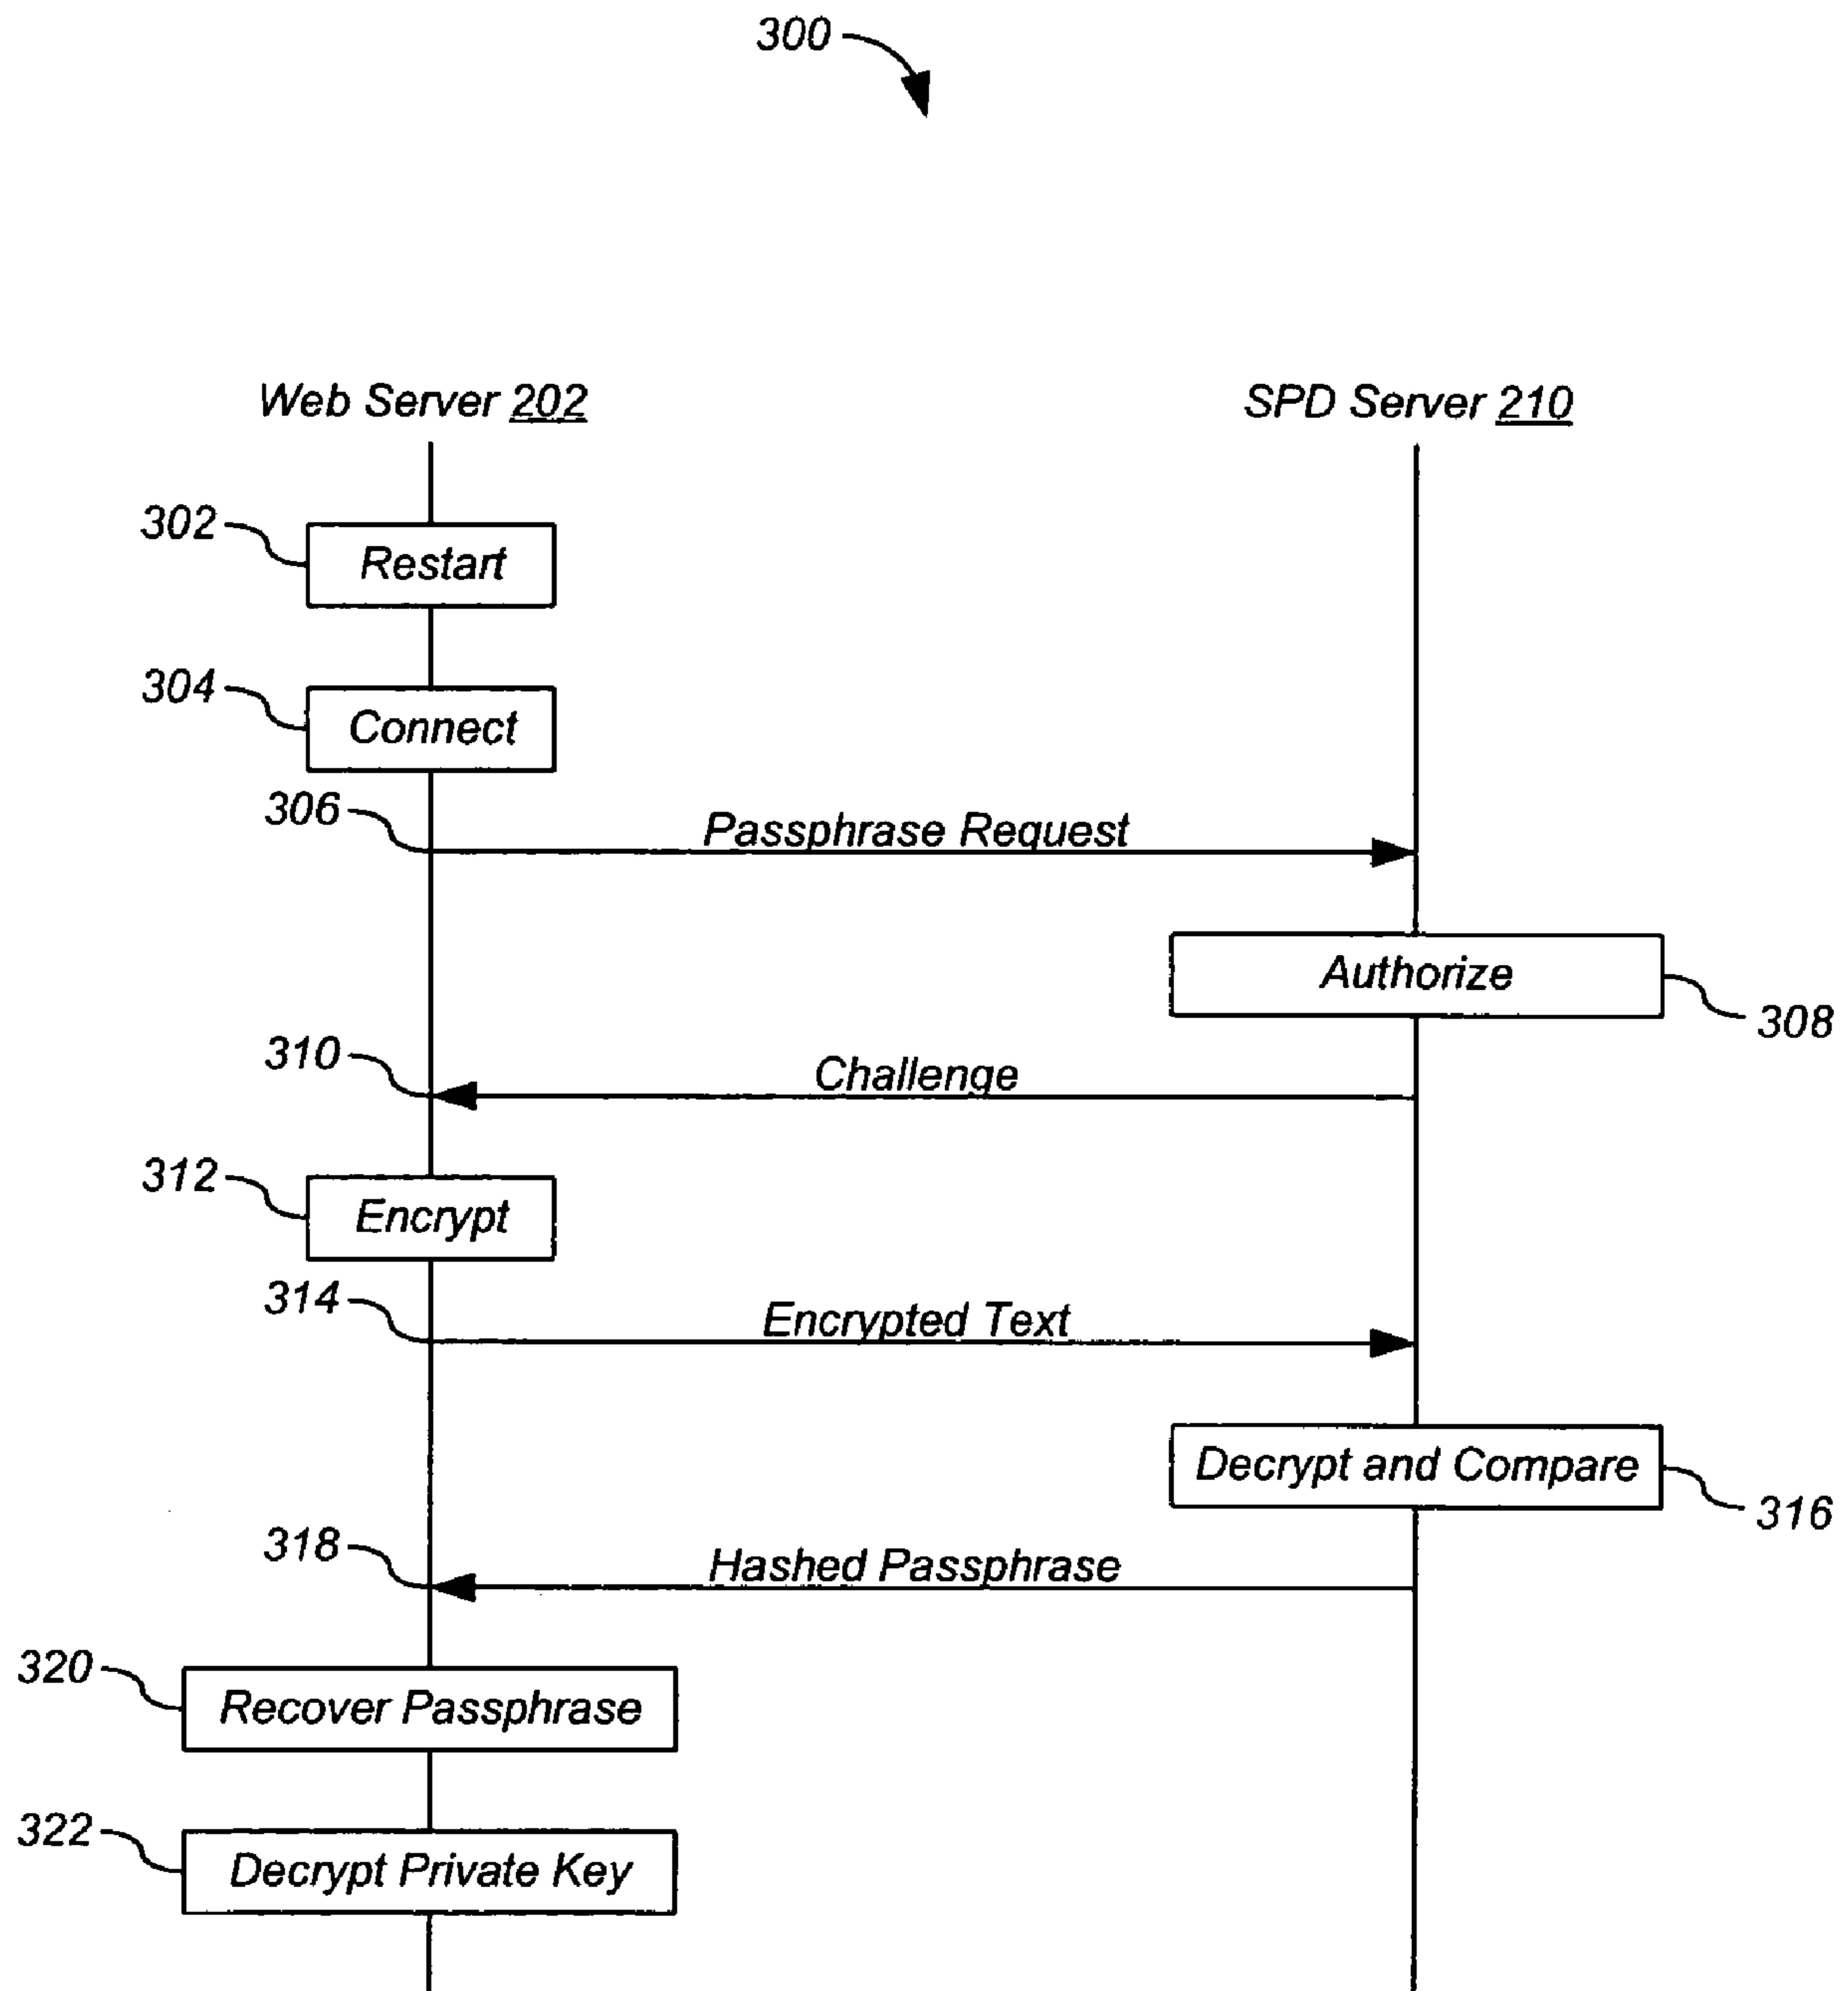 300
Web Server 202
SPD Server 210
302
Restart
304
Connect
306
Passphrase Request
Authorize
308
310
Challenge
312
Encrypt
314
Encrypted Text
Decrypt and Compare
316
318
Hashed Passphrase
320
Recover Passphrase
322
Decrypt Private Key